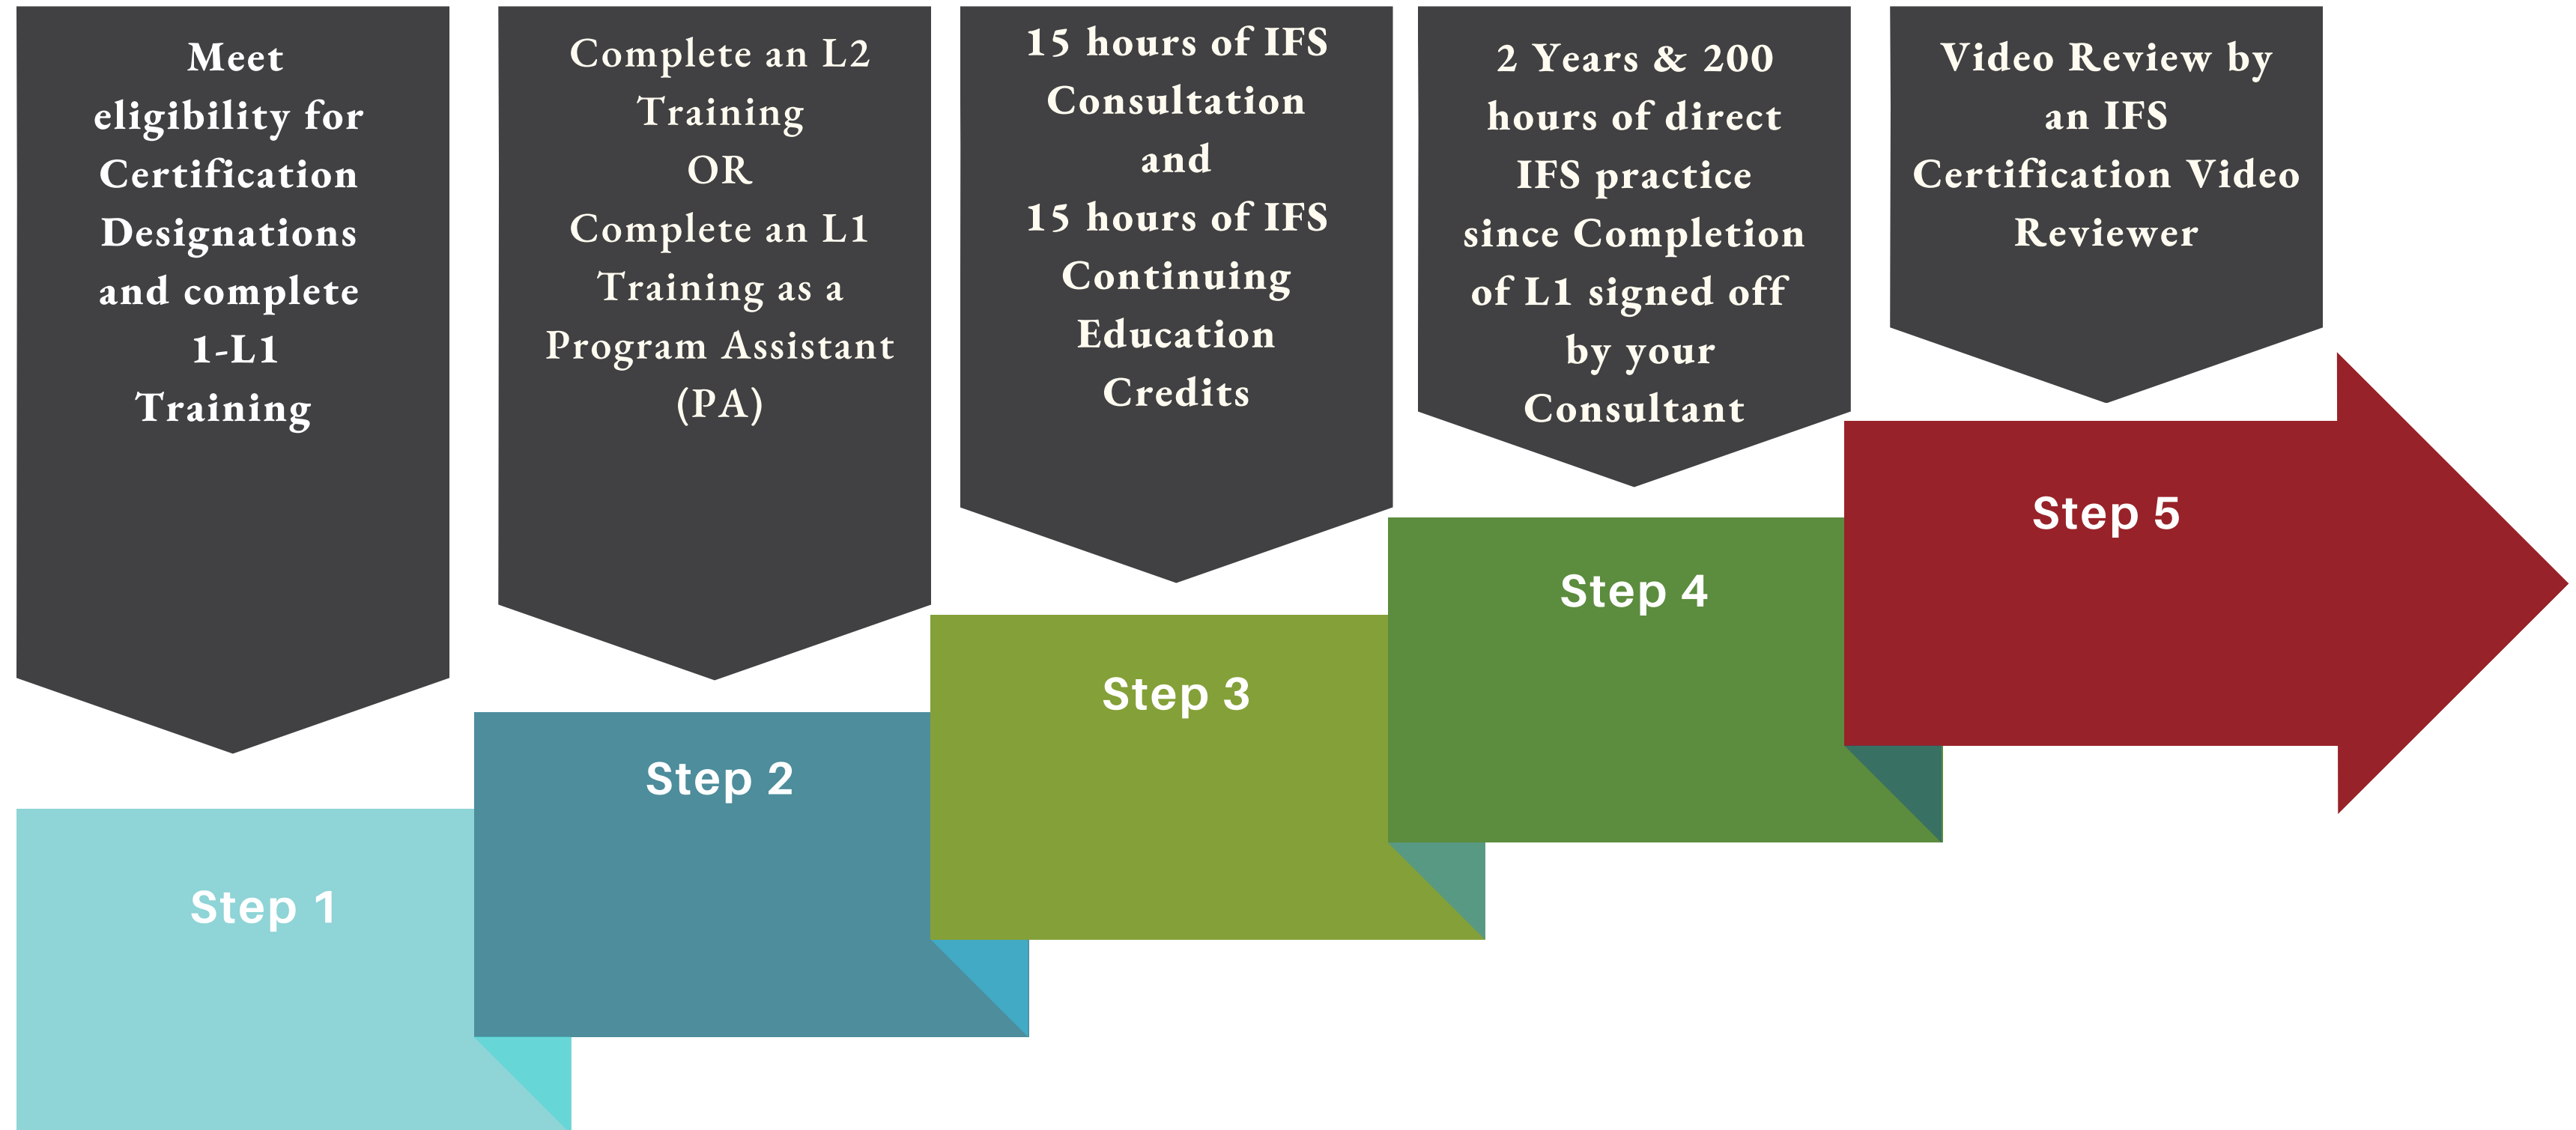 Meet
eligibility for
Certification
Designations
and complete
1-L1
Training
Complete an L2
Training
OR
Complete an L1
Training as a
Program Assistant
(PA)
15 hours of IFS
Consultation
and
15 hours of IFS
Continuing
Education
Credits
2 Years & 200
hours of direct
IFS practice
since Completion
of L1 signed off
by your
Consultant
Video Review by
an IFS
Certification Video
Reviewer
Step 1
Step 2
Step 3
Step 4
Step 5